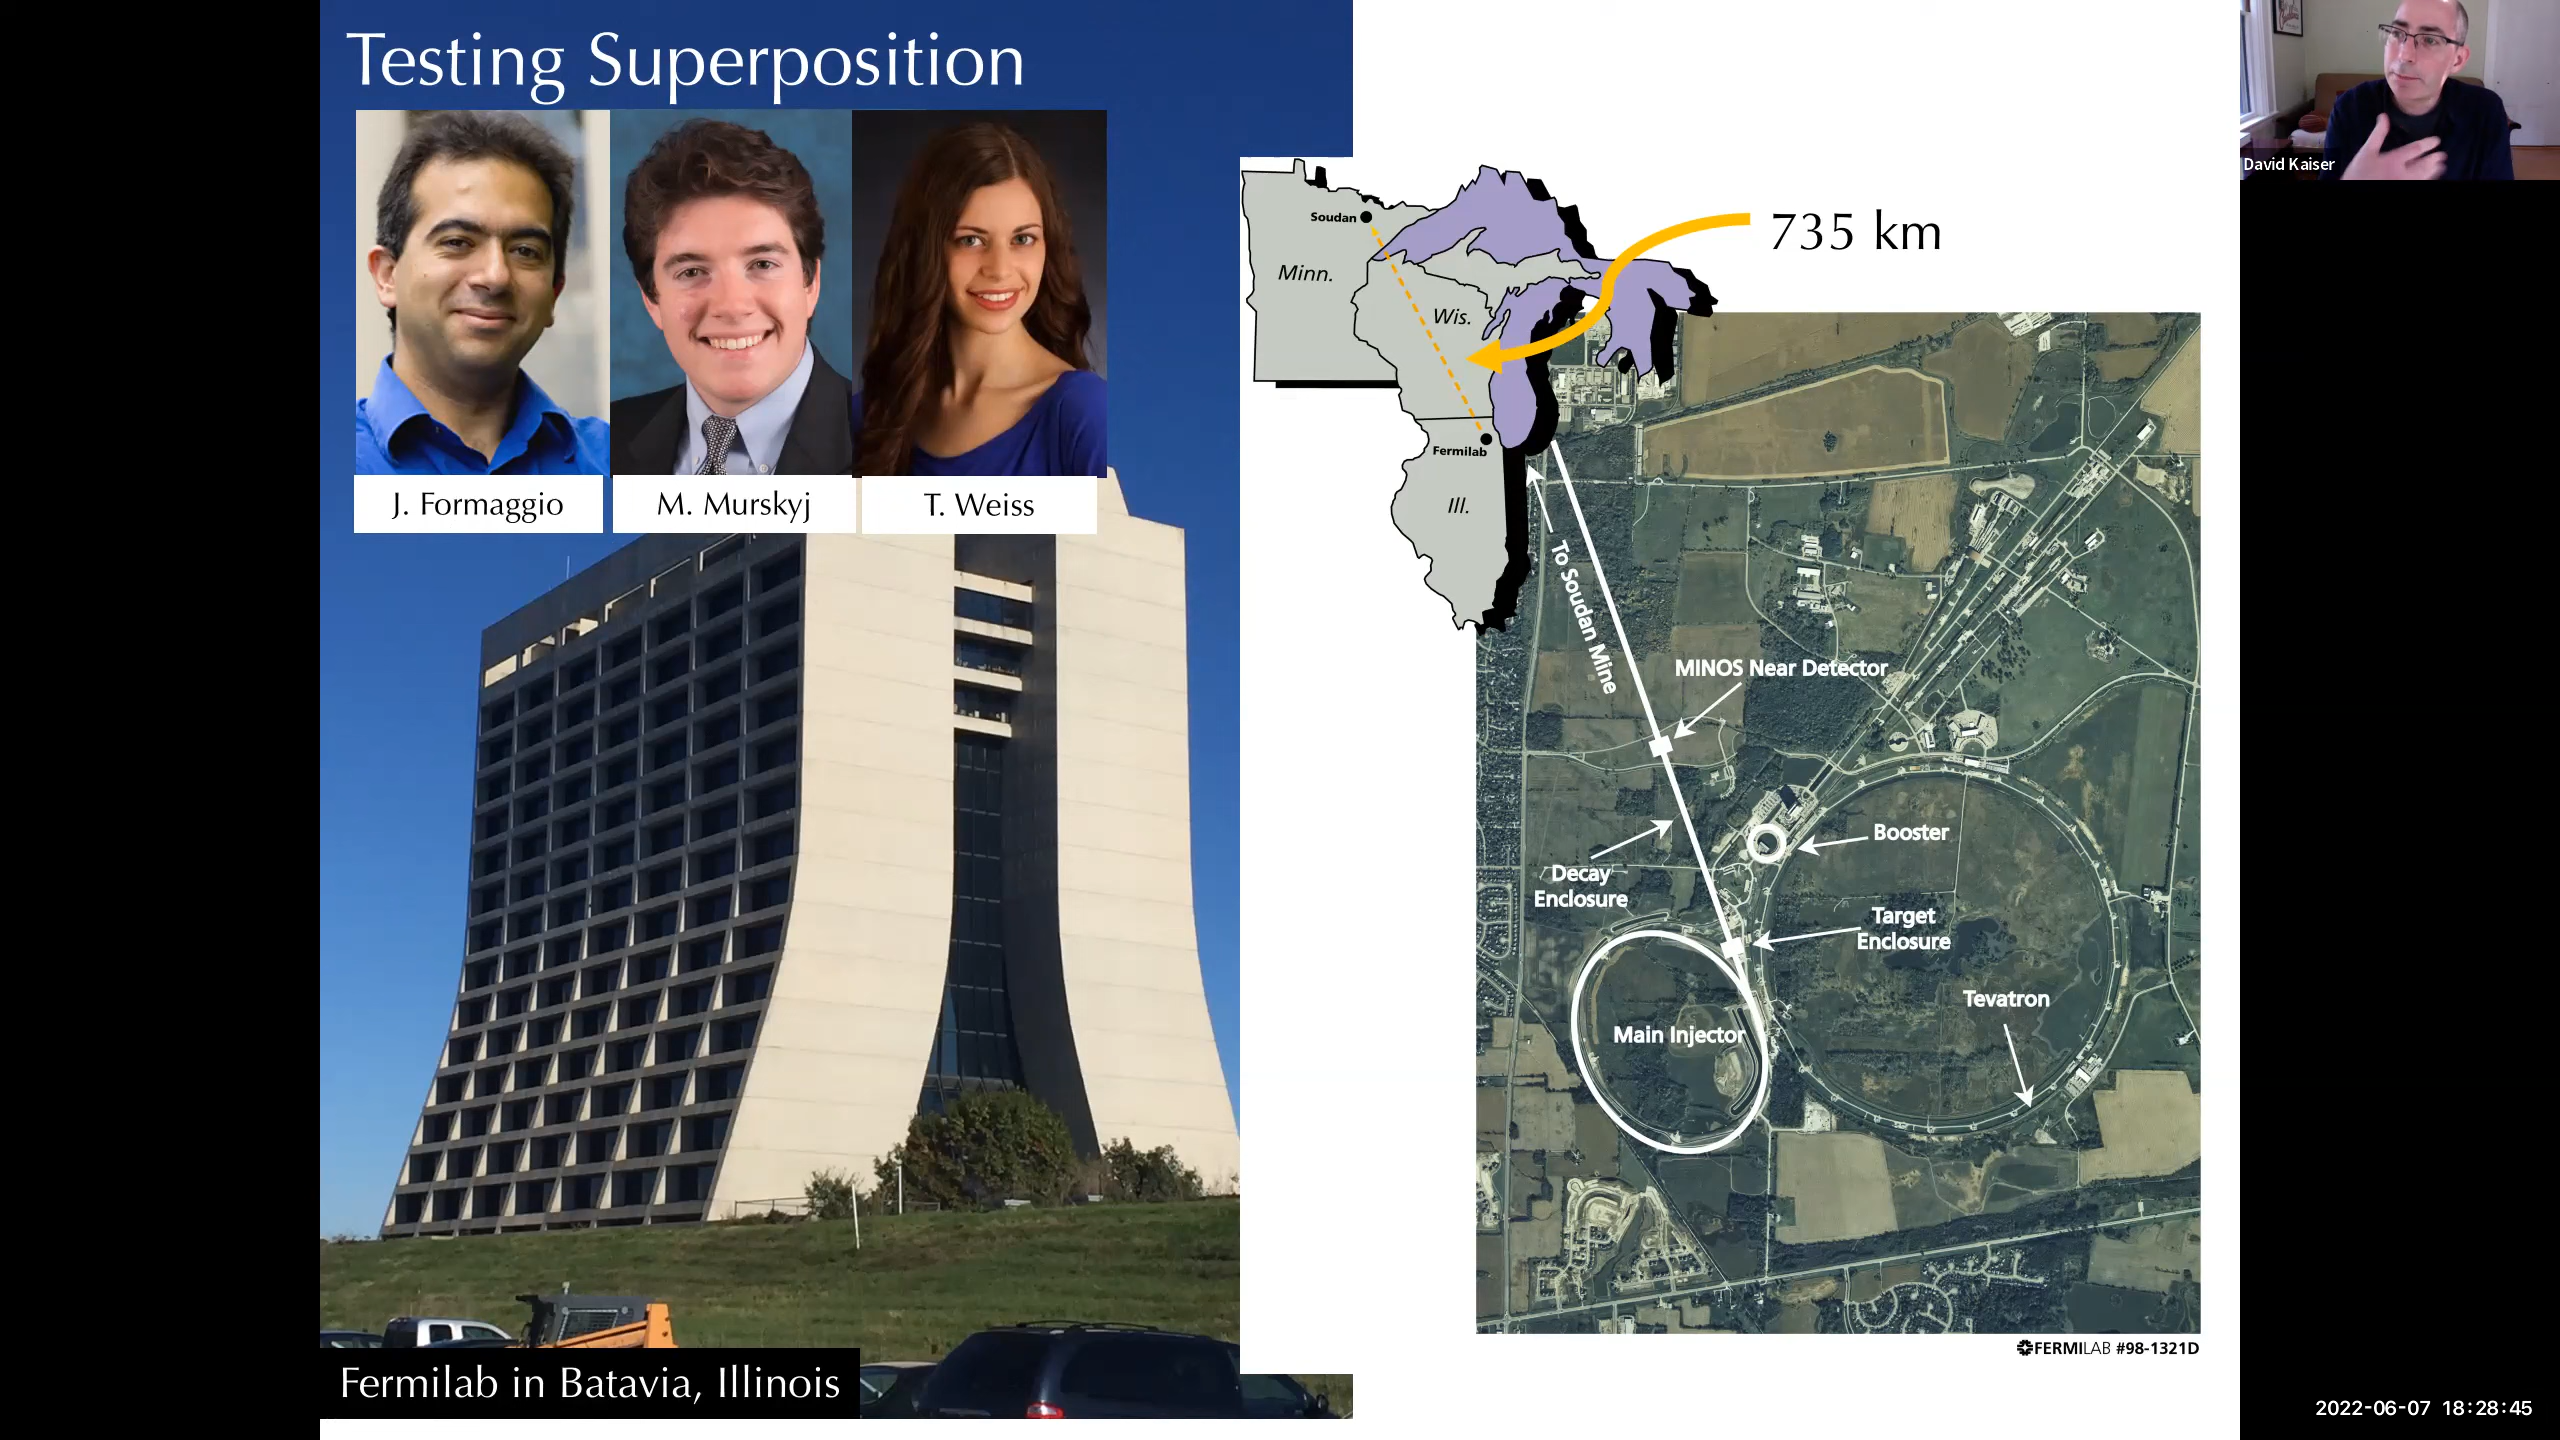 Testing Superposition
J. Formaggio
M. Murskyj
T. Weiss
Fermilab in Batavia, Illinois
735 km
Soudan
Minn.
Wis.
Fermilab
Ill.
To Soudan Mine
MINOS Near Detector
Booster
Decay
Enclosure
Target
Enclosure
Tevatron
Main Injector
FERMILAB #98-1321D
David Kaiser
2022-06-07 18:28:45